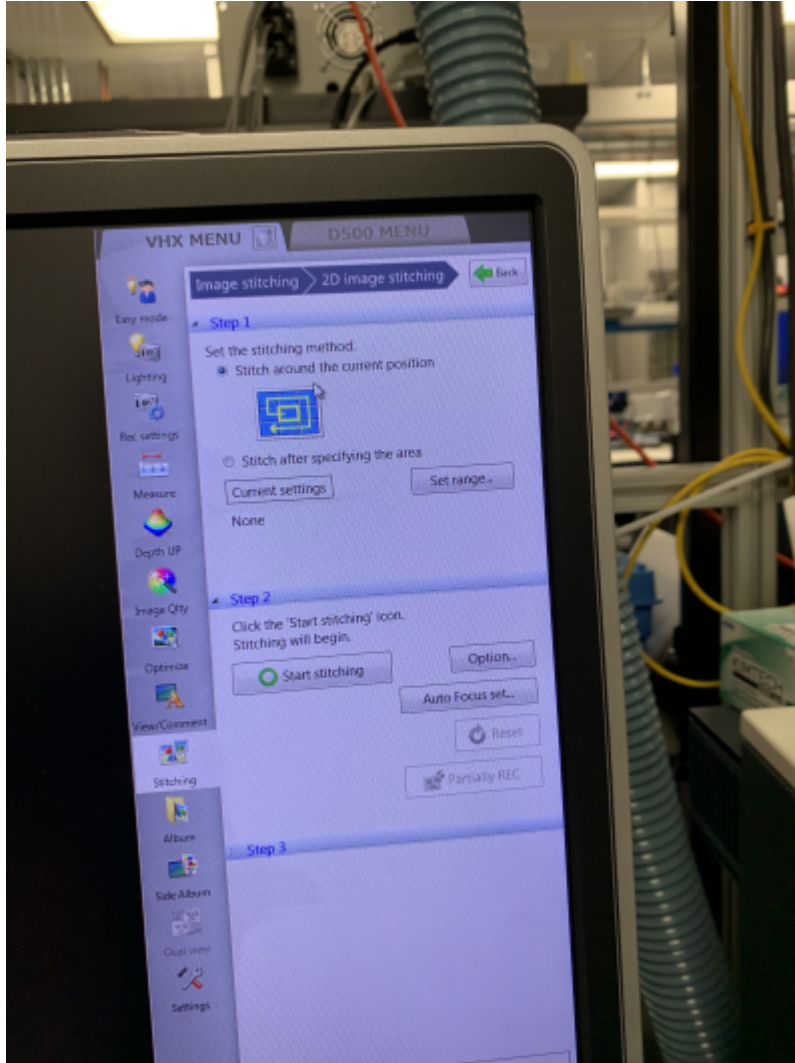 VHX MENU
D500 MENU
Image stitching
2D image stitching
Back
Easy mode
Lighting
Rec settings
Measure
Depth UP
Image Qlty
Optimize
View/Comment
Stitching
Album
Side Album
Dual view
Settings
Step 1
Set the stitching method.
Stitch around the current position
Stitch after specifying the area
Current settings
Set range...
None
Step 2
Click the 'Start stitching' icon.
Stitching will begin.
Start stitching
Option...
Auto Focus set...
Reset
Partially REC
Step 3
KIMTECH